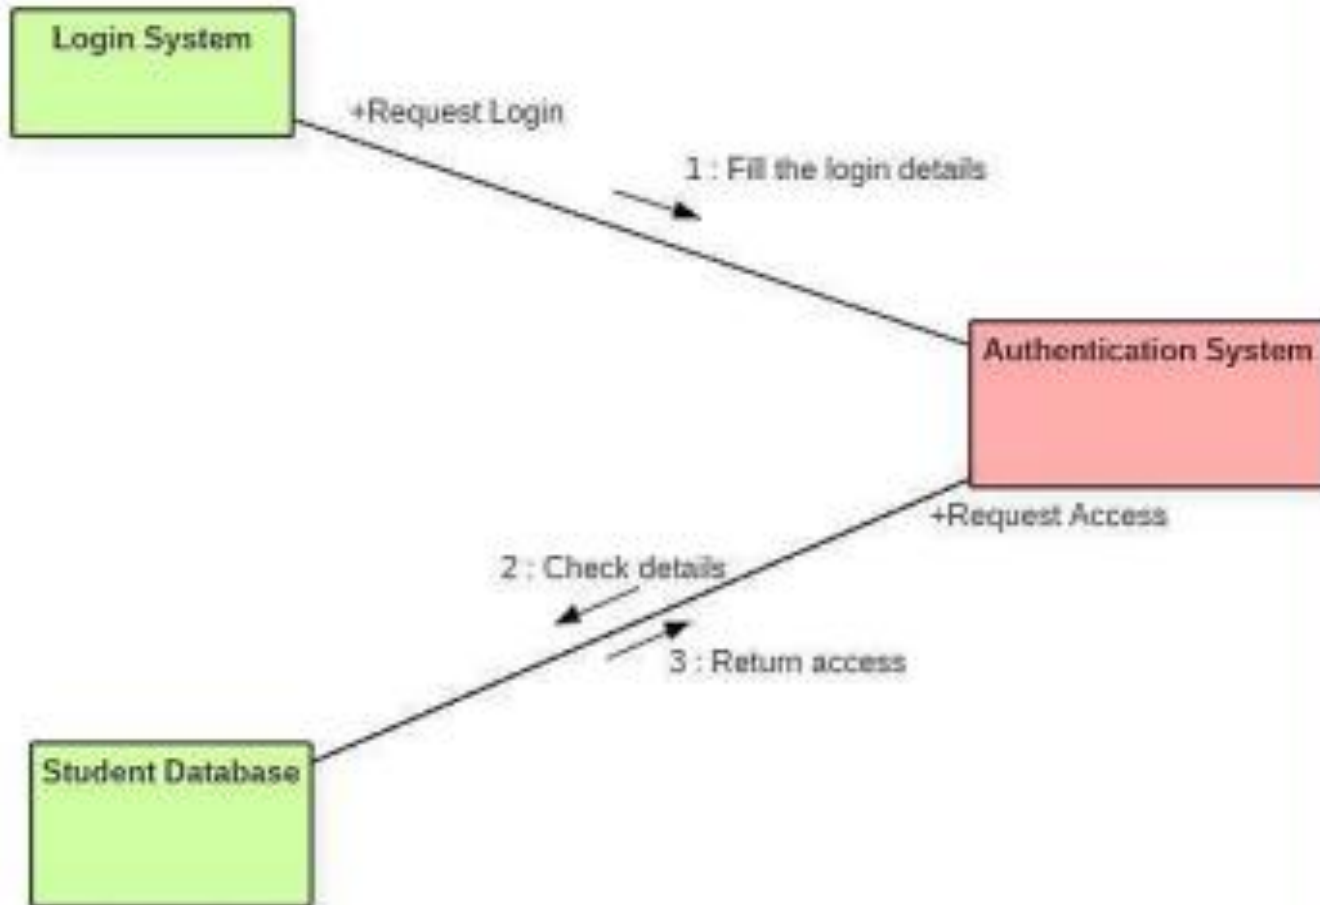 Login System
+Request Login
1 : Fill the login details
Authentication System
+Request Access
2 : Check details
3 : Return access
Student Database